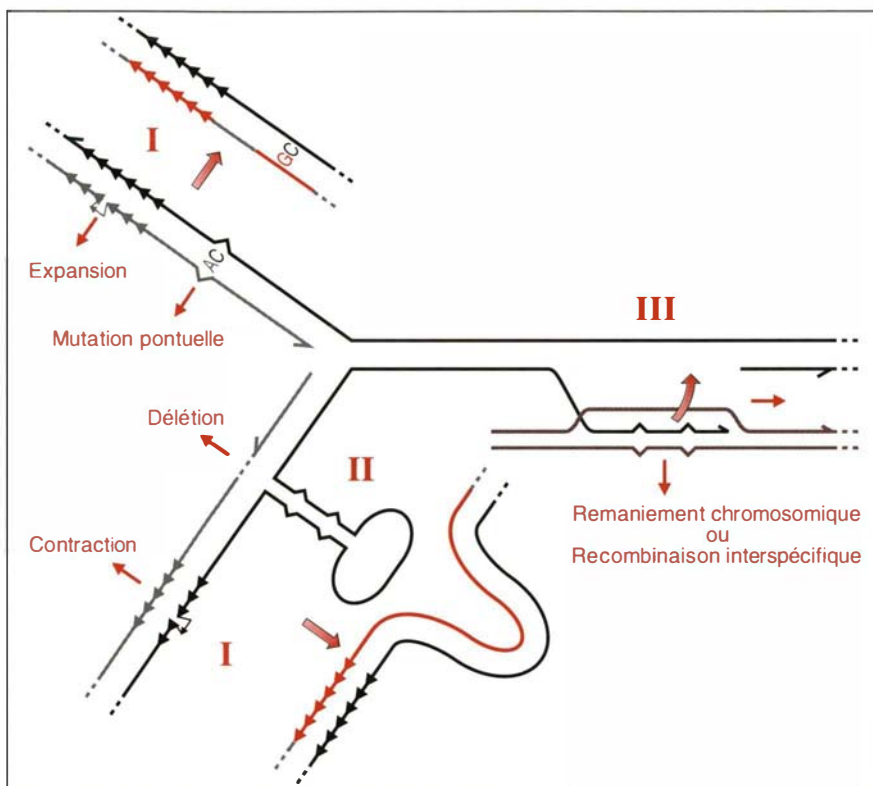 GC
I
AC
Expansion
Mutation pontuelle
III
Délétion
II
Contraction
Remaniement chromosomique
ou
Recombinaison interspécifique
I